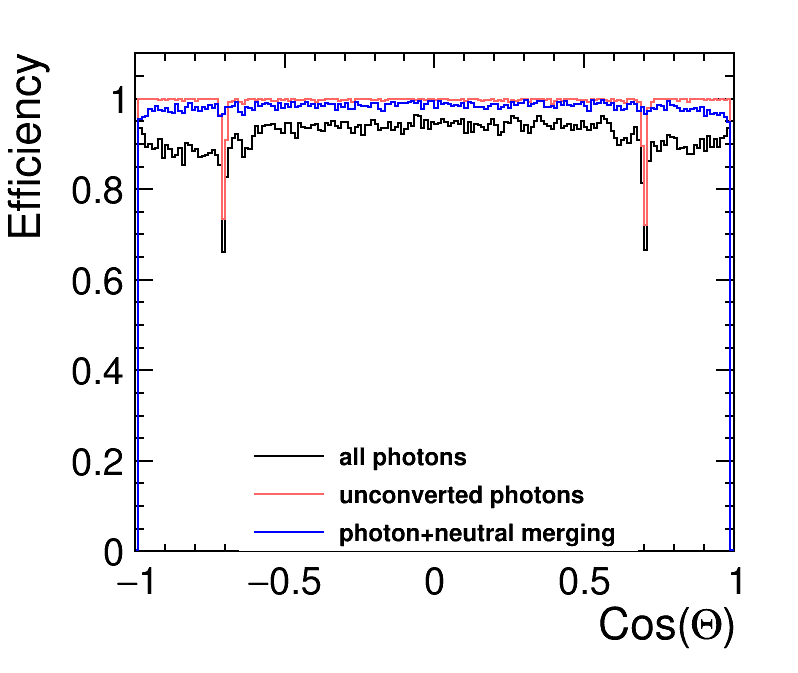 Efficiency
1
0.8
0.6
0.4
0.2
0
all photons
unconverted photons
photon+neutral merging
−1 −0.5 0 0.5 1
Cos(Θ)